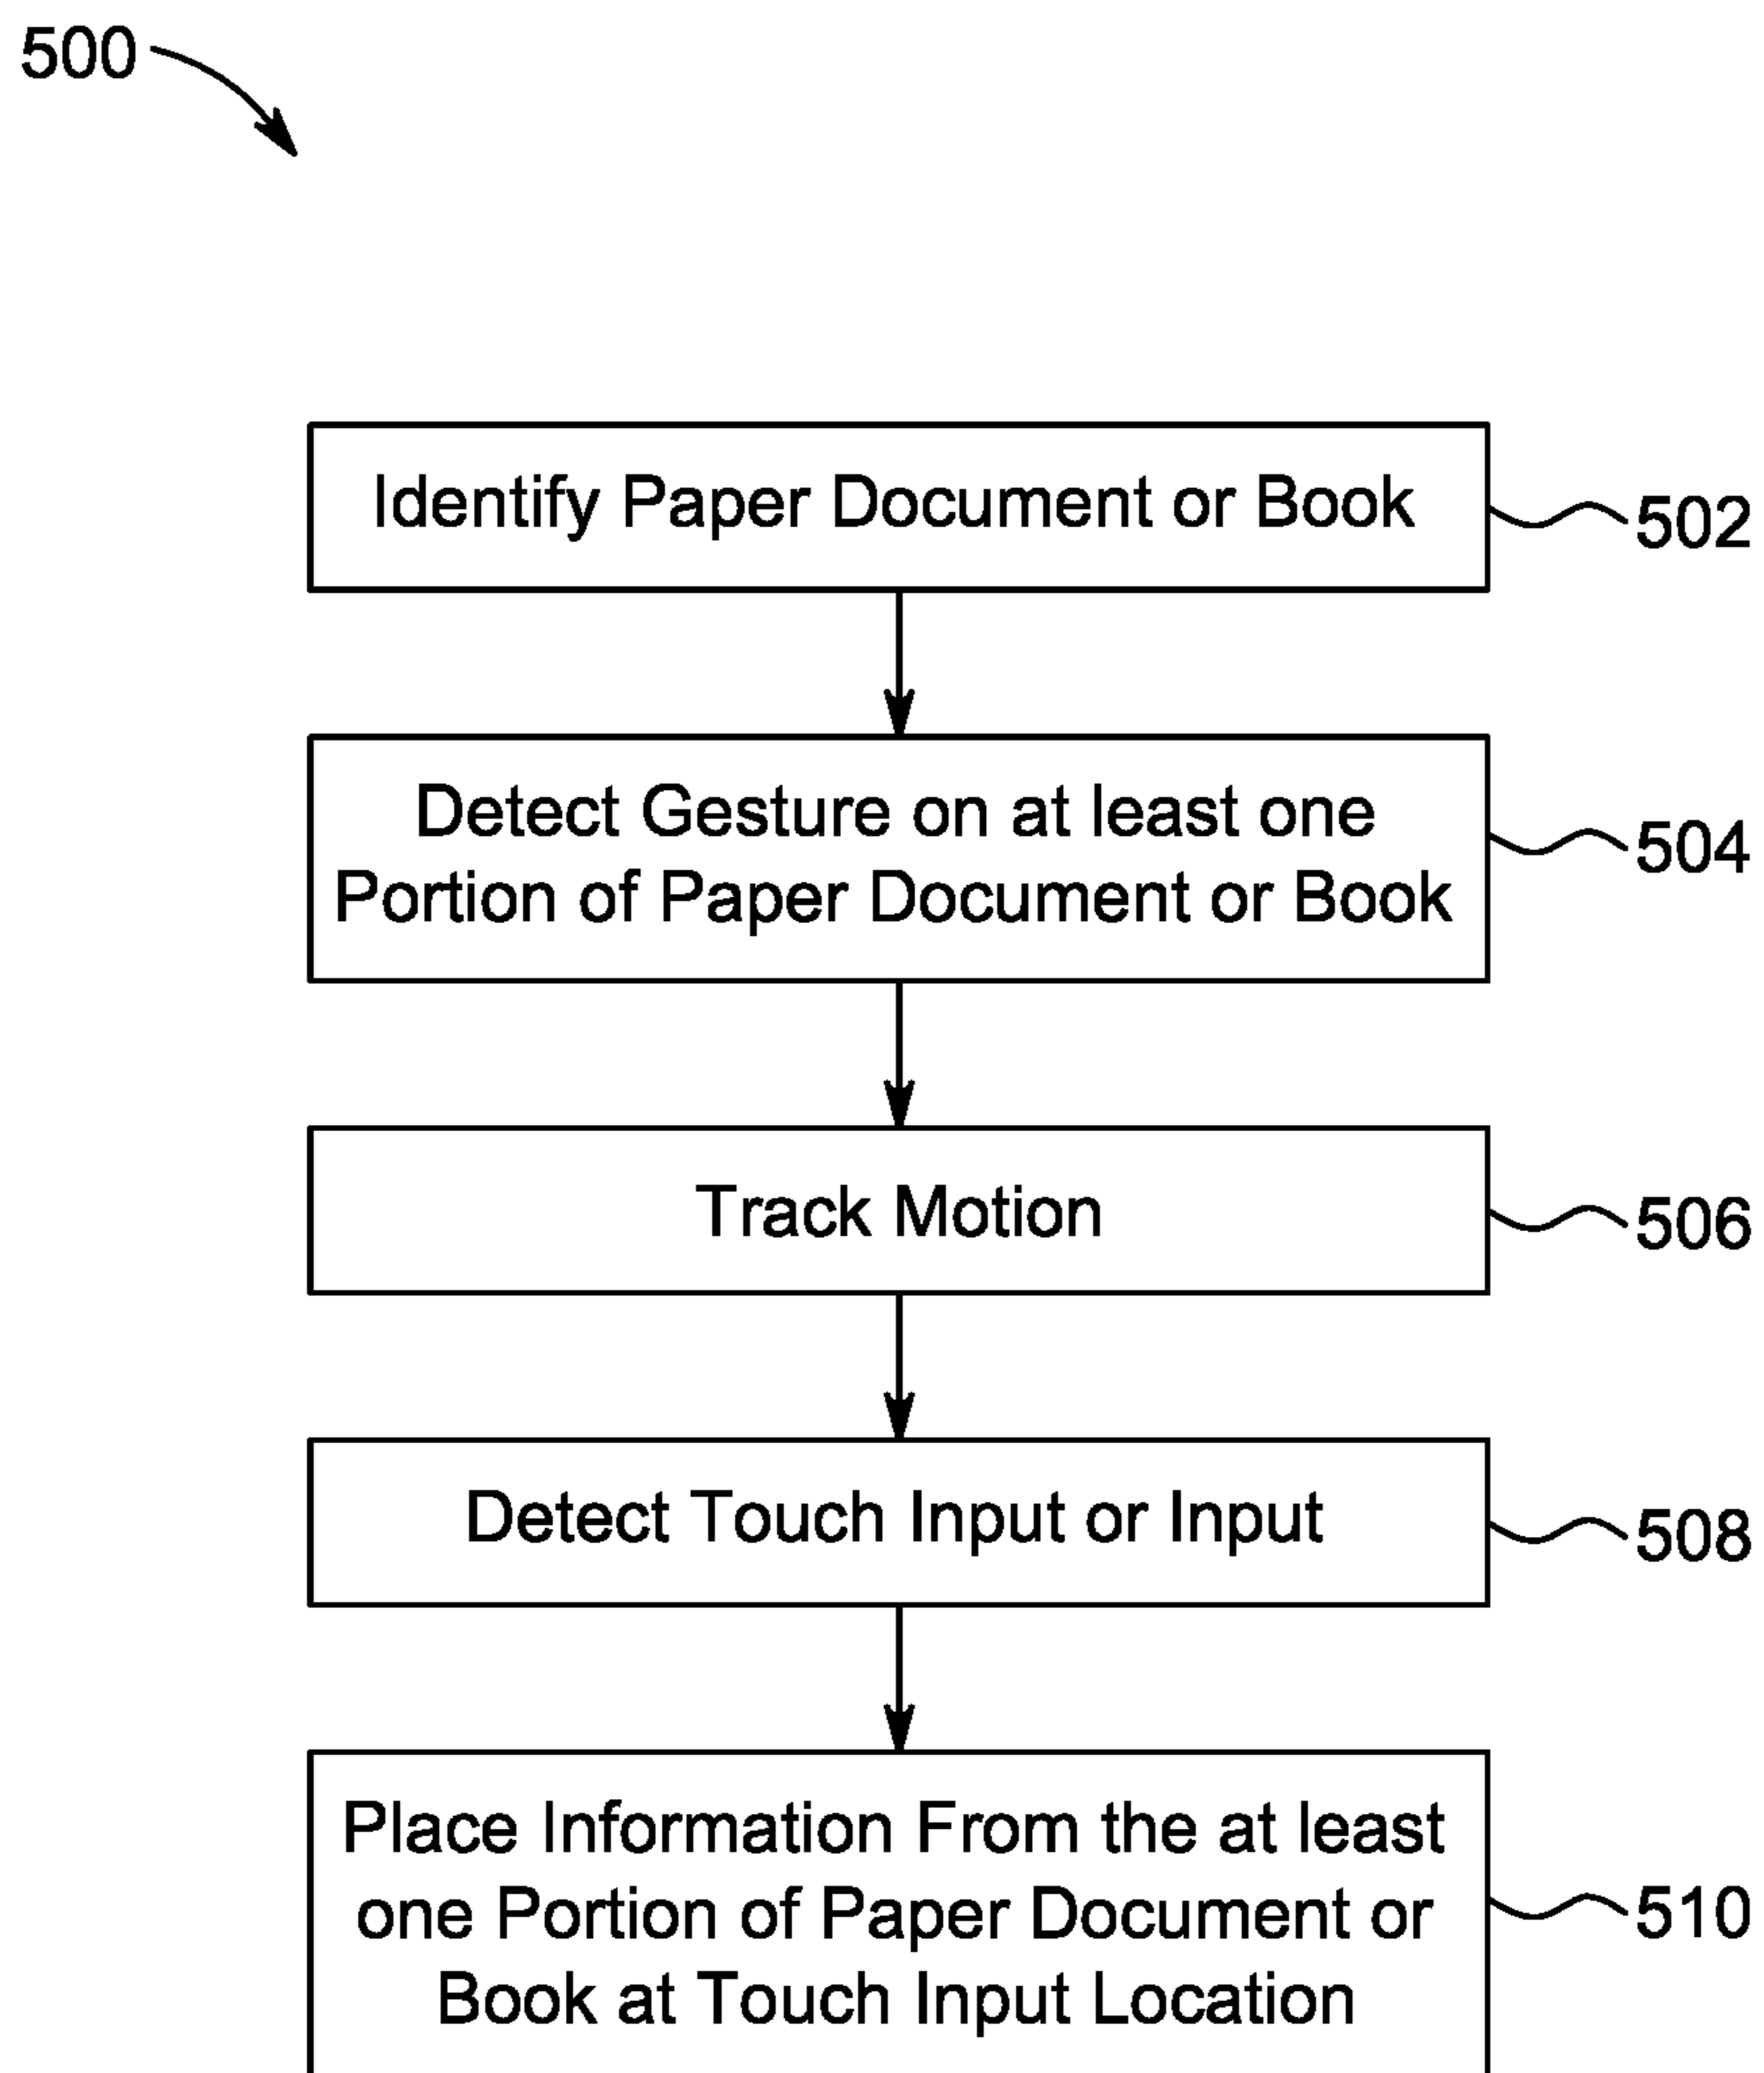 500
Identify Paper Document or Book
502
Detect Gesture on at least one
Portion of Paper Document or Book
504
Track Motion
506
Detect Touch Input or Input
508
Place Information From the at least
one Portion of Paper Document or
Book at Touch Input Location
510